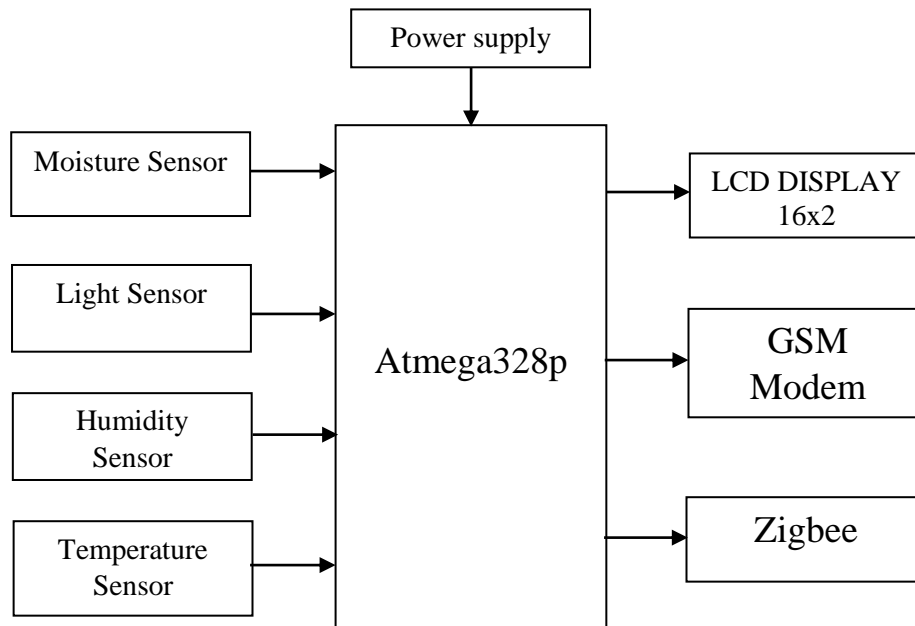 Power supply
Moisture Sensor
Light Sensor
Humidity
Sensor
Temperature
Sensor
Atmega328p
LCD DISPLAY
16x2
GSM
Modem
Zigbee